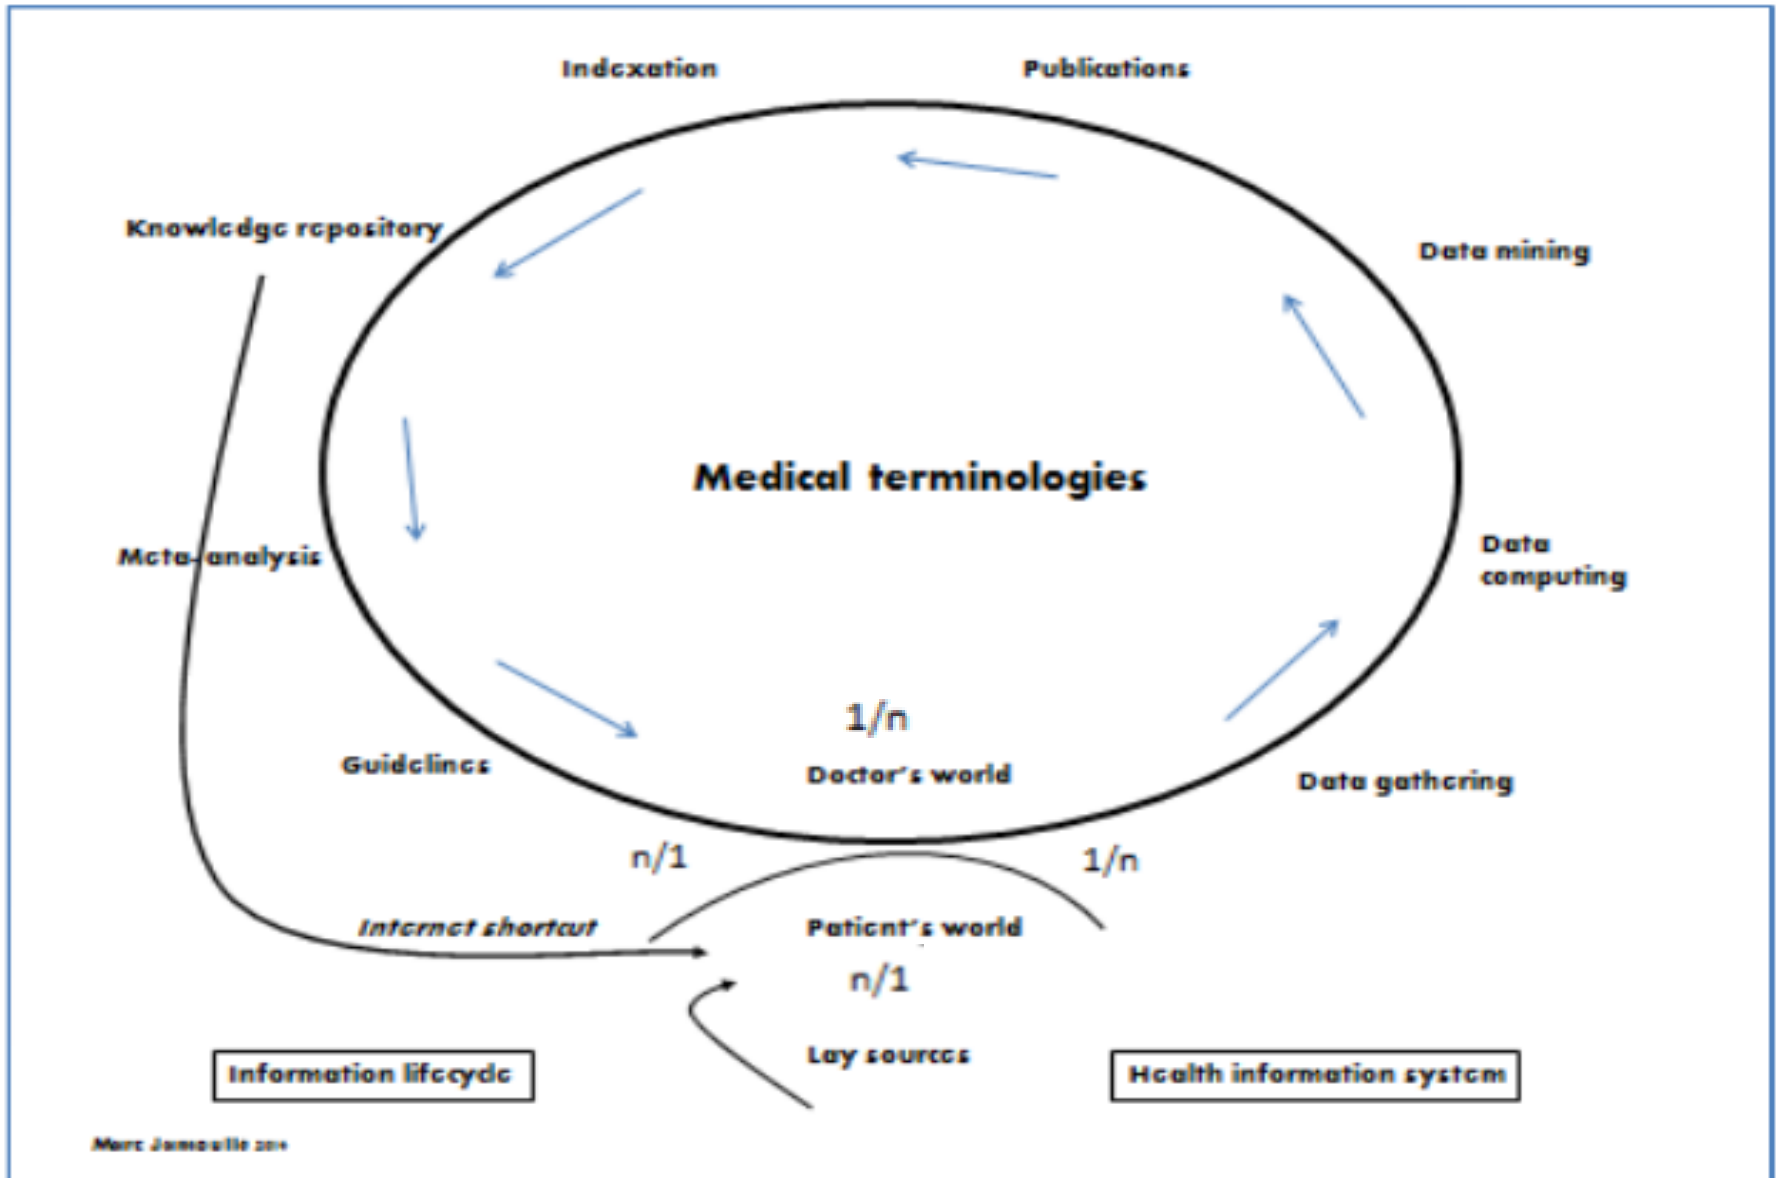 Indexation
Publications
Knowledge repository
Data mining
Medical terminologies
Meta-analysis
Data
computing
1/n
Guidelines
Doctor's world
Data gathering
n/1
1/n
Internet shortcut
Patient's world
n/1
Lay sources
Information lifecycle
Health information system
Marc Jamoulle